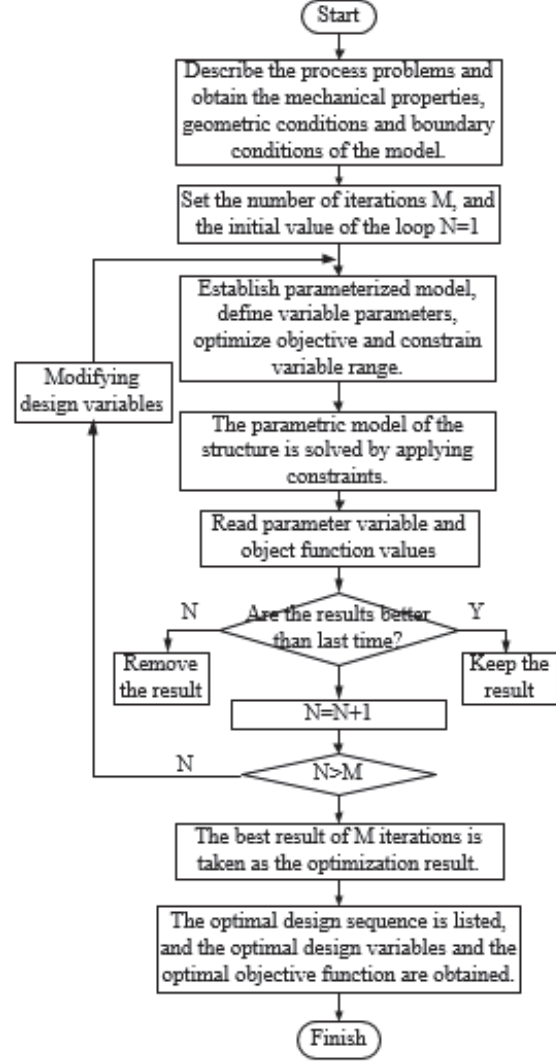 Start
Describe the process problems and
obtain the mechanical properties,
geometric conditions and boundary
conditions of the model.
Set the number of iterations M, and
the initial value of the loop N=1
Establish parameterized model,
define variable parameters,
optimize objective and constrain
variable range.
Modifying
design variables
The parametric model of the
structure is solved by applying
constraints.
Read parameter variable and
object function values
N
Are the results better
than last time?
Y
Remove
the result
Keep the
result
N=N+1
N
N>M
The best result of M iterations is
taken as the optimization result.
The optimal design sequence is listed,
and the optimal design variables and the
optimal objective function are obtained.
Finish